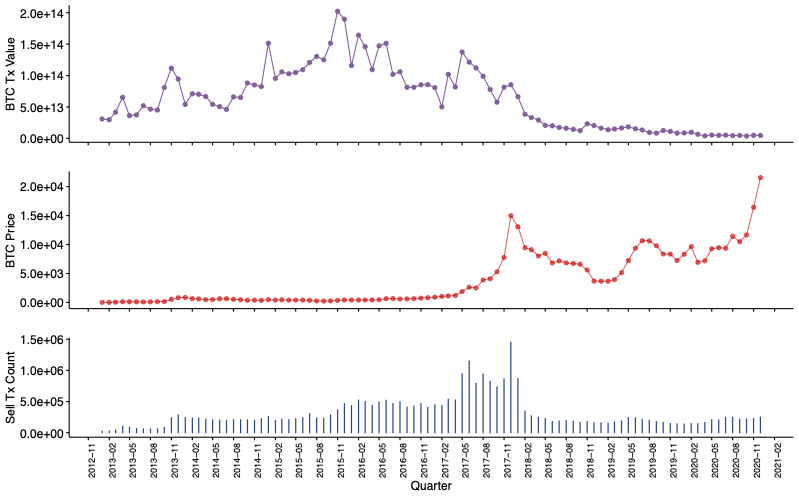 BTC Tx Value
2.0e+14
1.5e+14
1.0e+14
5.0e+13
0.0e+00
BTC Price
2.0e+04
1.5e+04
1.0e+04
5.0e+03
0.0e+00
Sell Tx Count
1.5e+06
1.0e+06
5.0e+05
0.0e+00
2012−11
2013−02
2013−05
2013−08
2013−11
2014−02
2014−05
2014−08
2014−11
2015−02
2015−05
2015−08
2015−11
2016−02
2016−05
2016−08
2016−11
2017−02
2017−05
2017−08
2017−11
2018−02
2018−05
2018−08
2018−11
2019−02
2019−05
2019−08
2019−11
2020−02
2020−05
2020−08
2020−11
2021−02
Quarter